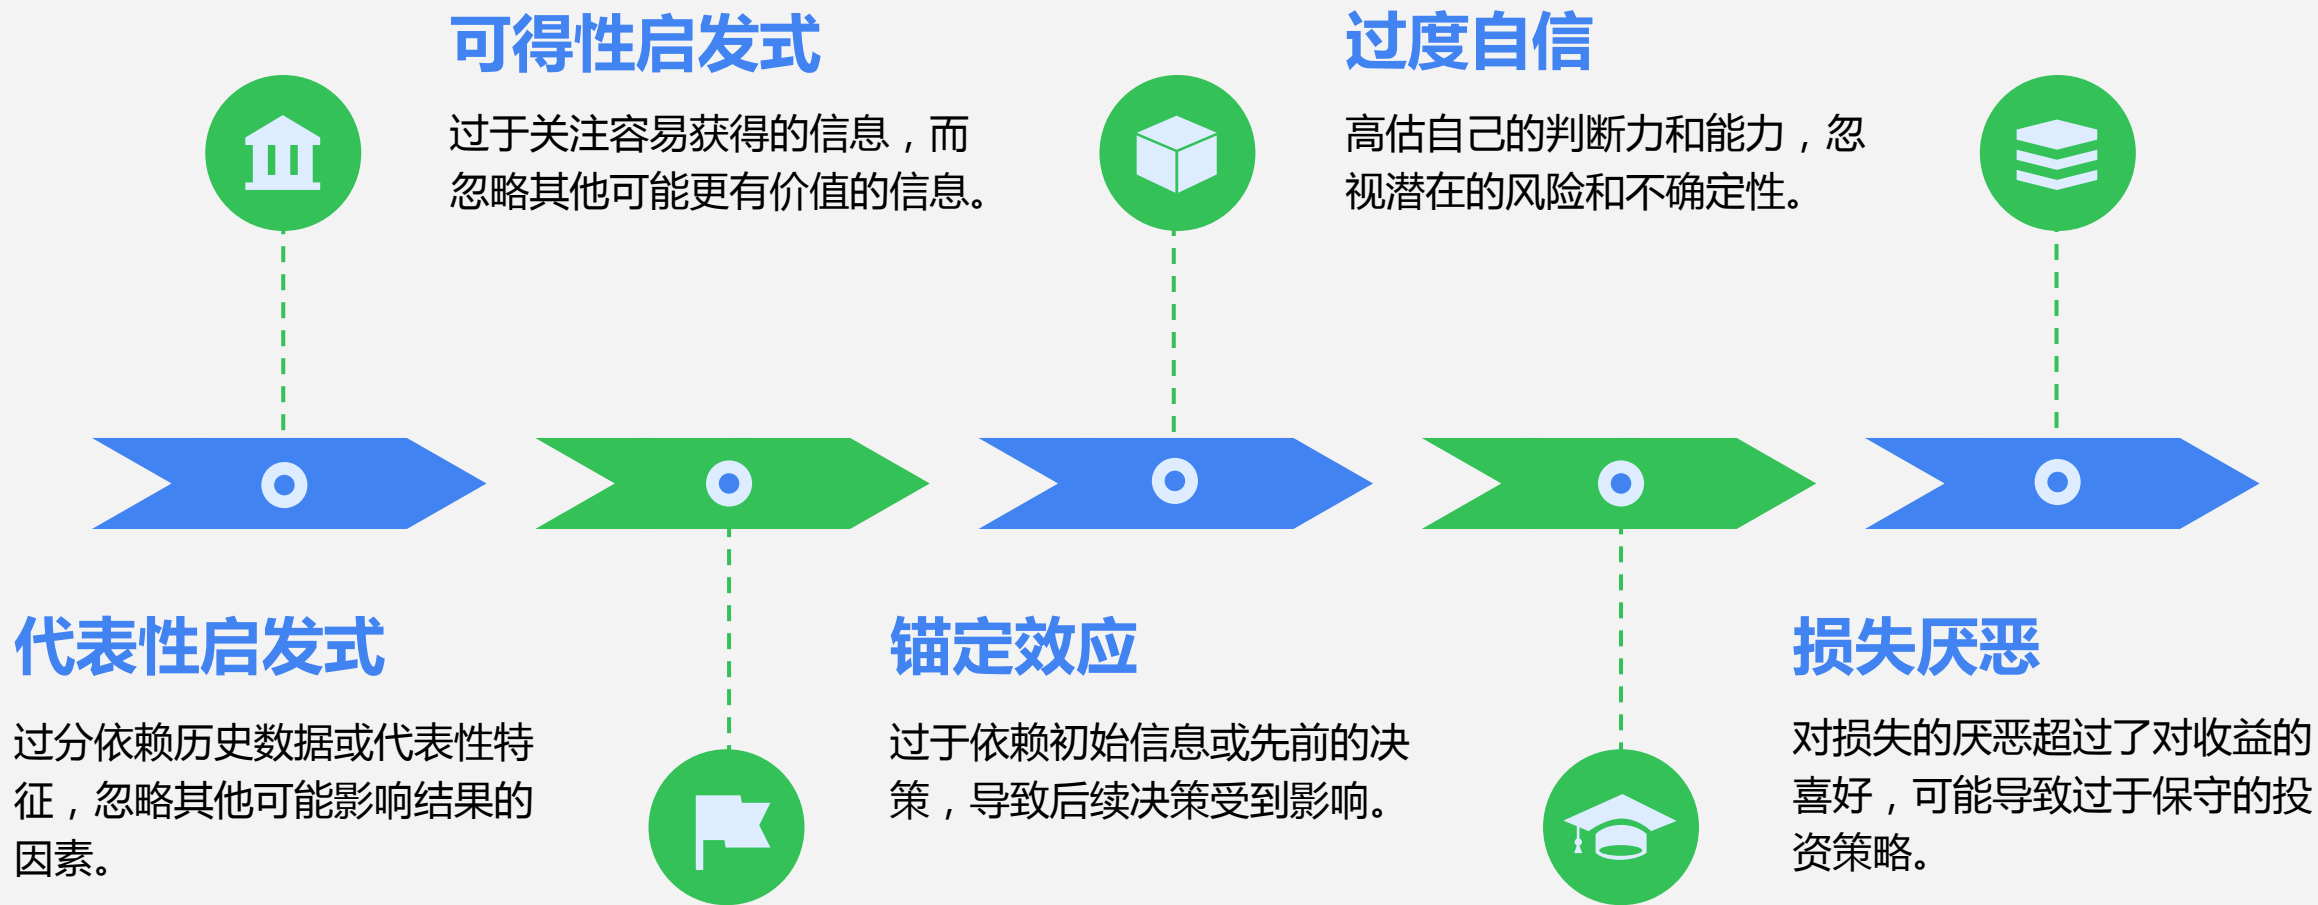 可得性启发式
过于关注容易获得的信息，而
忽略其他可能更有价值的信息。
过度自信
高估自己的判断力和能力，忽
视潜在的风险和不确定性。
代表性启发式
过分依赖历史数据或代表性特
征，忽略其他可能影响结果的
因素。
锚定效应
过于依赖初始信息或先前的决
策，导致后续决策受到影响。
损失厌恶
对损失的厌恶超过了对收益的
喜好，可能导致过于保守的投
资策略。